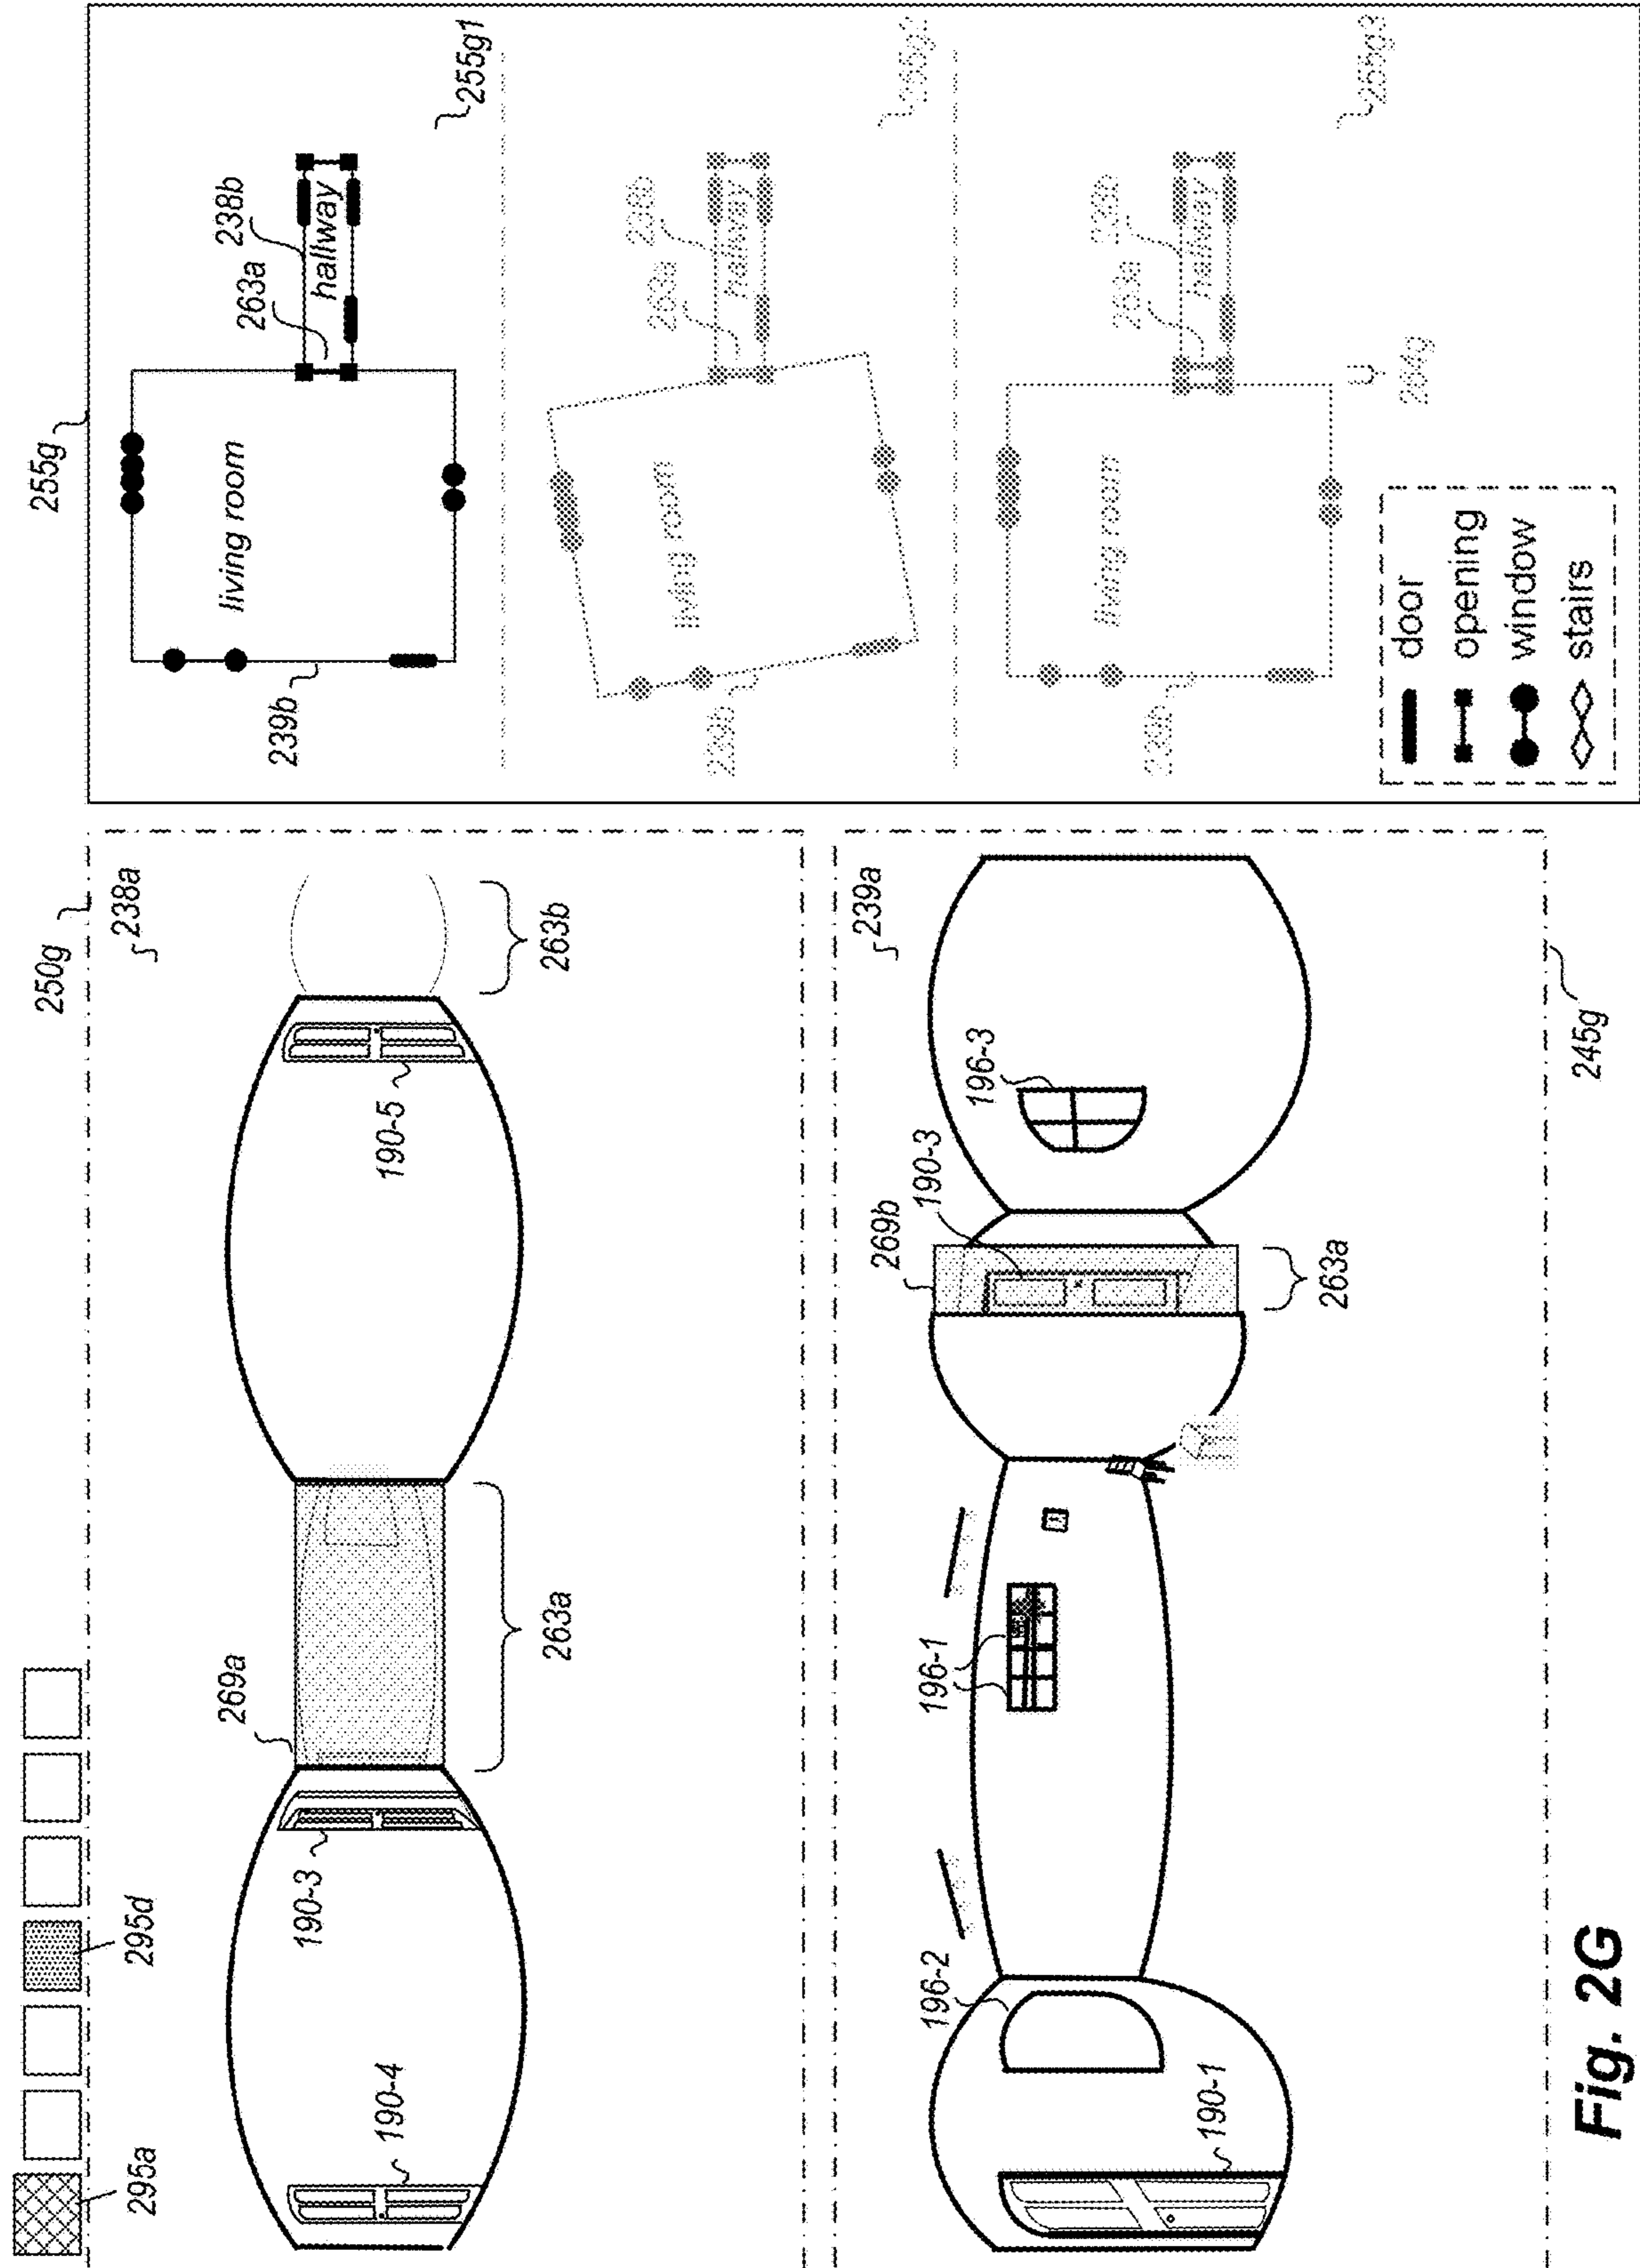 295a
295d
250g
238a
269a
190-4
190-3
190-5
263a
263b
239a
196-2
196-1
269b
190-3
196-3
190-1
263a
245g
255g
239b
living room
263a
238b
hallway
255g1
239b
living room
263a
238b
hallway
239b
living room
263a
hallway
255g3
264g
door
opening
window
stairs
Fig. 2G